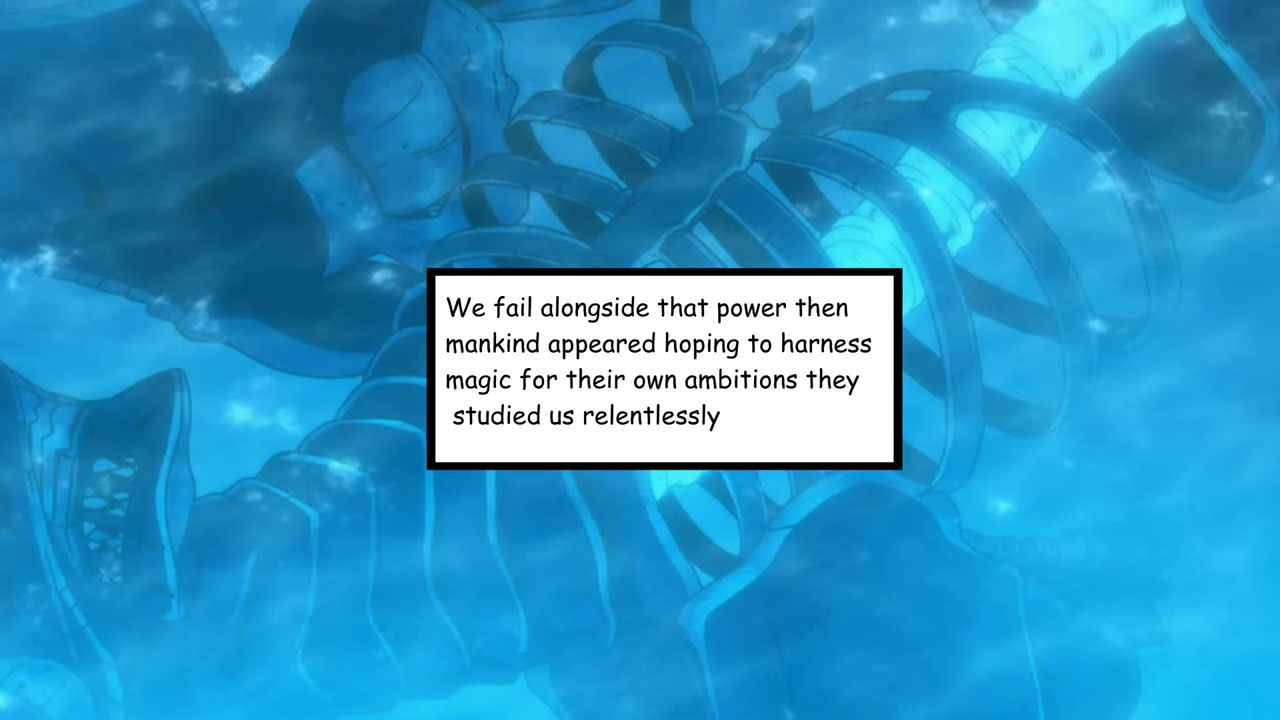 We fail alongside that power then
mankind appeared hoping to harness
magic for their own ambitions they
studied us relentlessly